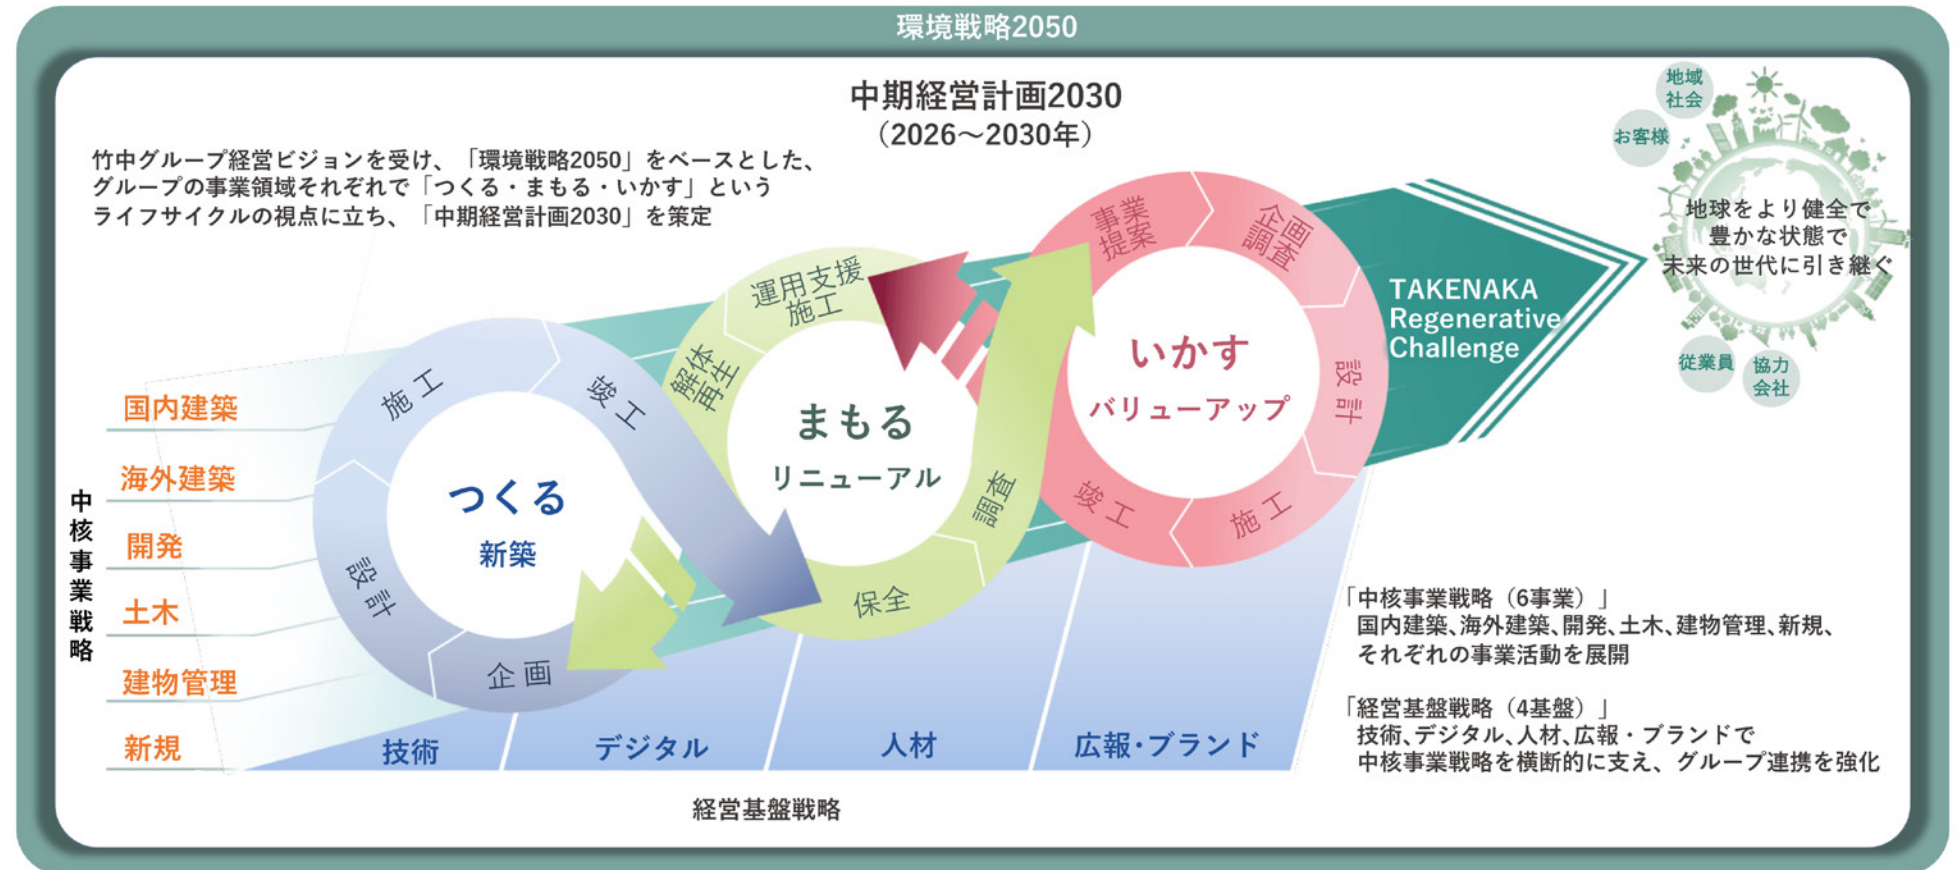 環境戦略2050
中期経営計画2030
（2026～2030年）
竹中グループ経営ビジョンを受け、「環境戦略2050」をベースとした、
グループの事業領域それぞれで「つくる・まもる・いかす」という
ライフサイクルの視点に立ち、「中期経営計画2030」を策定
地域
社会
お客様
地球をより健全で
豊かな状態で
未来の世代に引き継ぐ
従業員
協力
会社
TAKENAKA
Regenerative
Challenge
中核事業戦略
国内建築
海外建築
開発
土木
建物管理
新規
つくる
新築
企画
設計
施工
竣工
まもる
リニューアル
保全
調査
運用支援
施工
解体
再生
いかす
バリューアップ
事業
提案
企画
調査
設計
施工
竣工
技術
デジタル
人材
広報・ブランド
経営基盤戦略
「中核事業戦略（6事業）」
国内建築、海外建築、開発、土木、建物管理、新規、
それぞれの事業活動を展開
「経営基盤戦略（4基盤）」
技術、デジタル、人材、広報・ブランドで
中核事業戦略を横断的に支え、グループ連携を強化